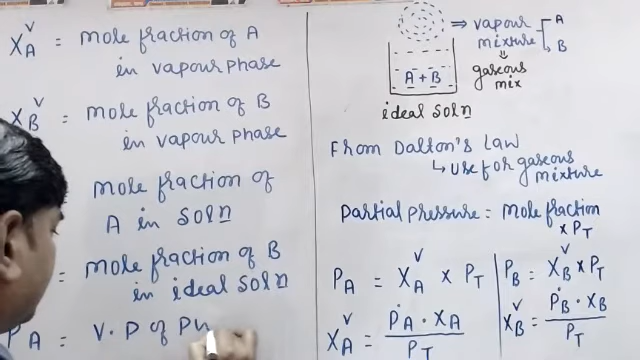 X_A^V = mole fraction of A
in vapour phase
X_B^V = mole fraction of B
in vapour phase
mole fraction of
A in Soln
= mole fraction of B
in ideal Soln
P_A = V.P of Pu
⇒ vapour
mixture
A
B
⇓
gaseous
mix
A + B
ideal soln
From Dalton's Law
↳ Use for gaseous
mixture
Partial pressure = Mole fraction
× P_T
P_A = X_A^V × P_T
X_A^V = P°_A · X_A / P_T
P_B = X_B^V × P_T
X_B^V = P°_B · X_B / P_T